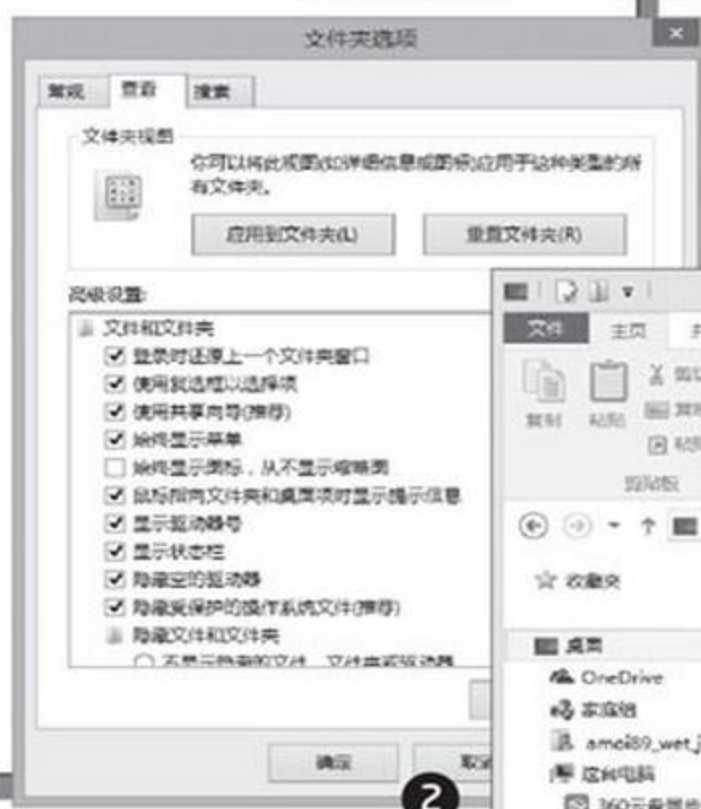 文件夹选项
常规 查看 搜索
文件夹视图
你可以将此视图(如详细信息或图标)应用于这种类型的所
有文件夹。
应用到文件夹(L) 重置文件夹(R)
高级设置:
文件和文件夹
登录时还原上一个文件夹窗口
使用复选框以选择项
使用共享向导(推荐)
始终显示菜单
始终显示图标，从不显示缩略图
鼠标指向文件夹和桌面项时显示提示信息
显示驱动器号
显示状态栏
隐藏空的驱动器
隐藏受保护的操作系统文件(推荐)
隐藏文件和文件夹
不显示隐藏的文件、文件夹或驱动器
确定
2
文件 主页
复制 粘贴
剪贴板
收藏夹
桌面
OneDrive
家庭组
这台电脑